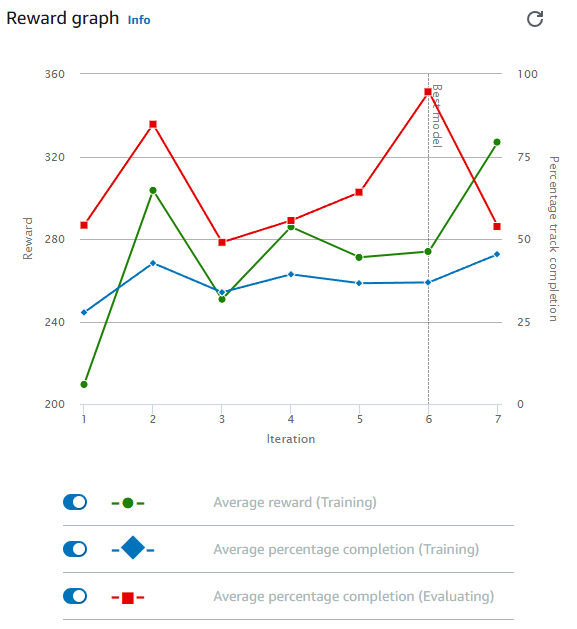 Reward graph Info
360
320
280
240
200
Reward
100
75
50
25
0
Percentage track completion
Best model
1 2 3 4 5 6 7
Iteration
Average reward (Training)
Average percentage completion (Training)
Average percentage completion (Evaluating)